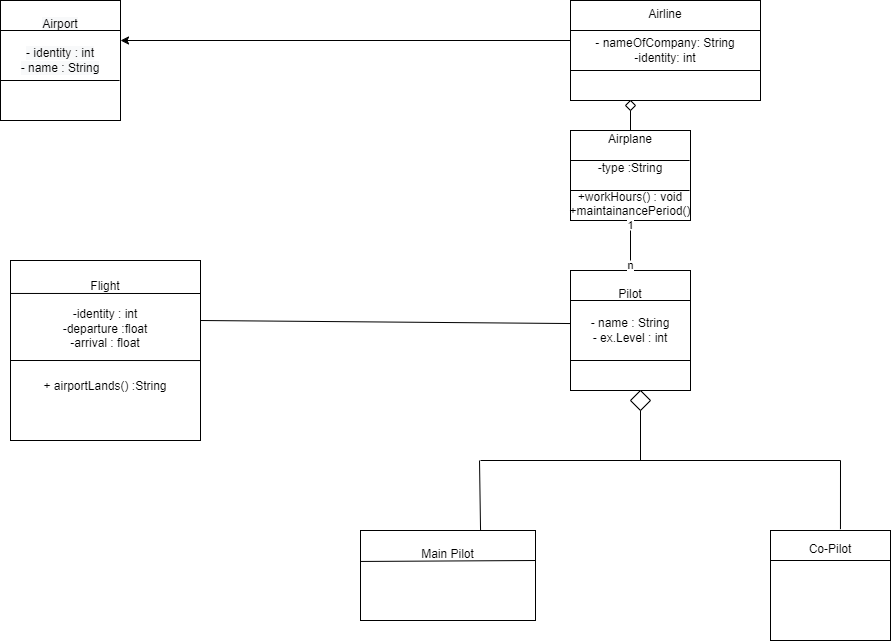 Airport
- identity : int
- name : String
Airline
- nameOfCompany: String
-identity: int
Airplane
-type :String
+workHours() : void
+maintainancePeriod()
1
n
Flight
-identity : int
-departure :float
-arrival : float
+ airportLands() :String
Pilot
- name : String
- ex.Level : int
Main Pilot
Co-Pilot